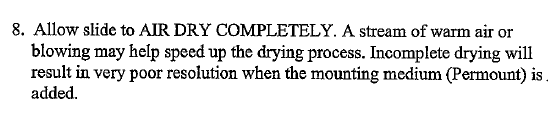 8. Allow slide to AIR DRY COMPLETELY. A stream of warm air or
blowing may help speed up the drying process. Incomplete drying will
result in very poor resolution when the mounting medium (Permount) is
added.